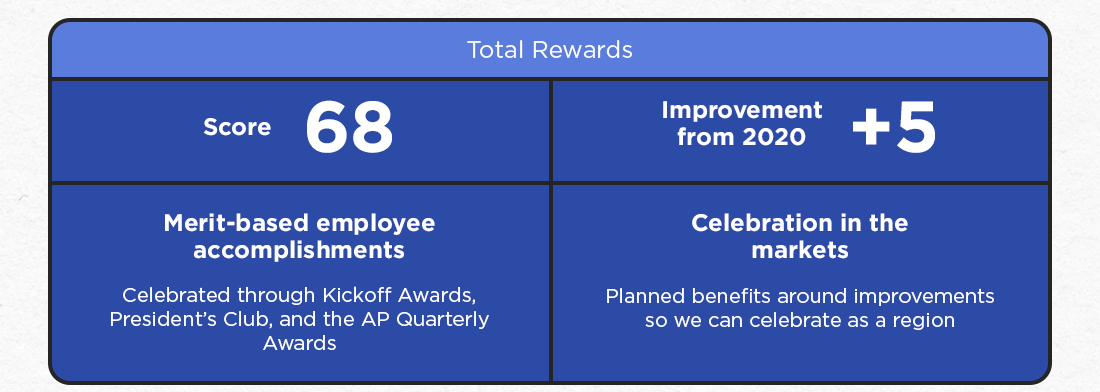 Total Rewards
Score 68
Improvement
from 2020 +5
Merit-based employee
accomplishments
Celebrated through Kickoff Awards,
President’s Club, and the AP Quarterly
Awards
Celebration in the
markets
Planned benefits around improvements
so we can celebrate as a region